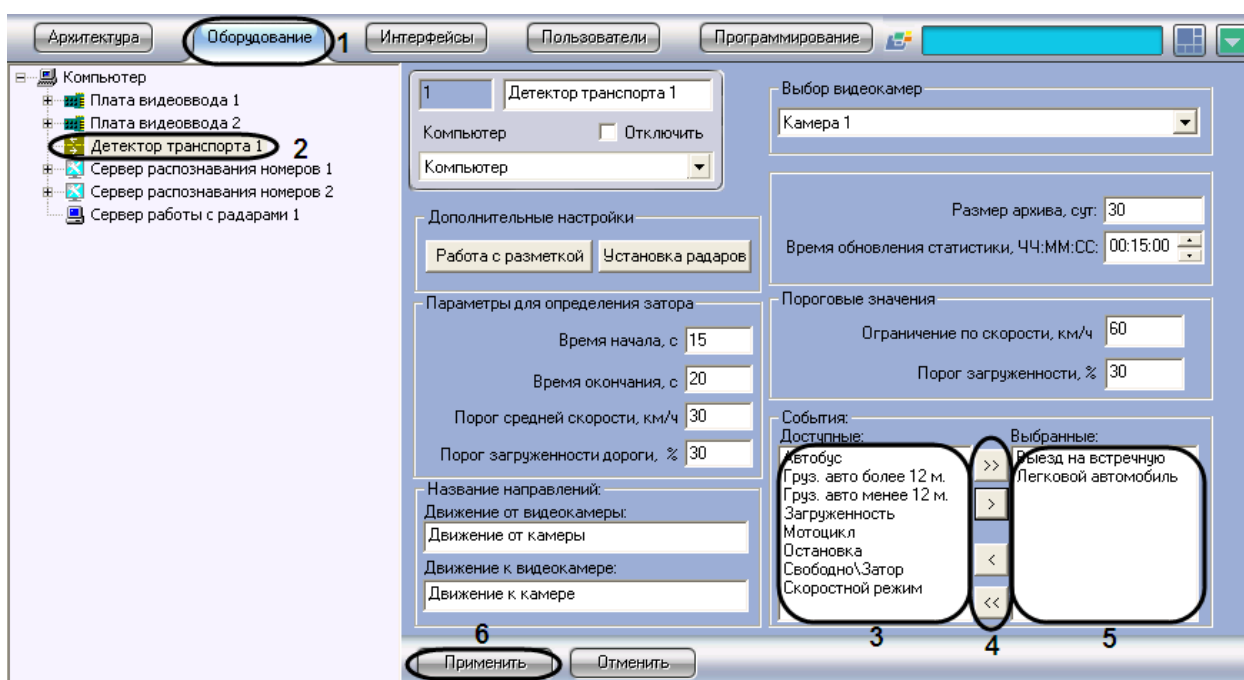 Архитектура Оборудование 1 Интерфейсы Пользователи Программирование
Компьютер
Плата видеоввода 1
Плата видеоввода 2
Детектор транспорта 1 2
Сервер распознавания номеров 1
Сервер распознавания номеров 2
Сервер работы с радарами 1
1 Детектор транспорта 1
Компьютер Отключить
Компьютер
Дополнительные настройки
Работа с разметкой Установка радаров
Параметры для определения затора
Время начала, с 15
Время окончания, с 20
Порог средней скорости, км/ч 30
Порог загруженности дороги, % 30
Название направлений:
Движение от видеокамеры:
Движение от камеры
Движение к видеокамере:
Движение к камере
Выбор видеокамер
Камера 1
Размер архива, сут: 30
Время обновления статистики, ЧЧ:ММ:СС: 00:15:00
Пороговые значения
Ограничение по скорости, км/ч 60
Порог загруженности, % 30
События:
Доступные: Выбранные:
Автобус >> Выезд на встречную
Груз. авто более 12 м. Легковой автомобиль
Груз. авто менее 12 м. >
Загруженность
Мотоцикл
Остановка <
Свободно\Затор
Скоростной режим <<
3 4 5
6
Применить Отменить